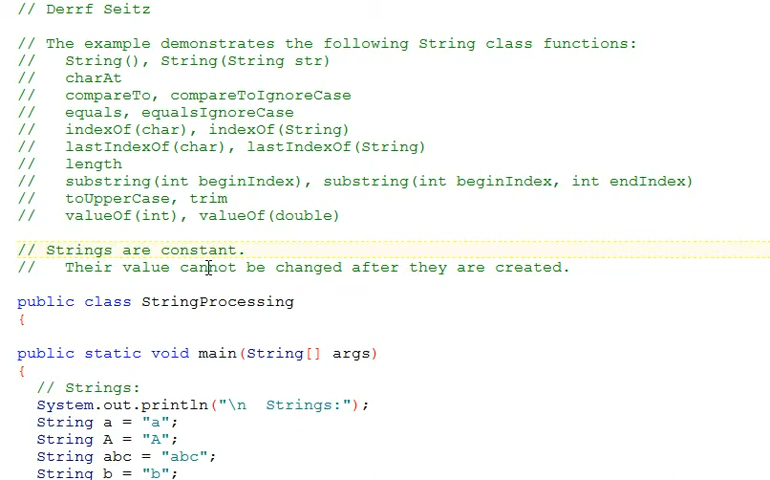 // Derrf Seitz
// The example demonstrates the following String class functions:
//   String(), String(String str)
//   charAt
//   compareTo, compareToIgnoreCase
//   equals, equalsIgnoreCase
//   indexOf(char), indexOf(String)
//   lastIndexOf(char), lastIndexOf(String)
//   length
//   substring(int beginIndex), substring(int beginIndex, int endIndex)
//   toUpperCase, trim
//   valueOf(int), valueOf(double)
// Strings are constant.
//   Their value cannot be changed after they are created.
public class StringProcessing
{
public static void main(String[] args)
{
  // Strings:
  System.out.println("\n  Strings:");
  String a = "a";
  String A = "A";
  String abc = "abc";
  String b = "b";